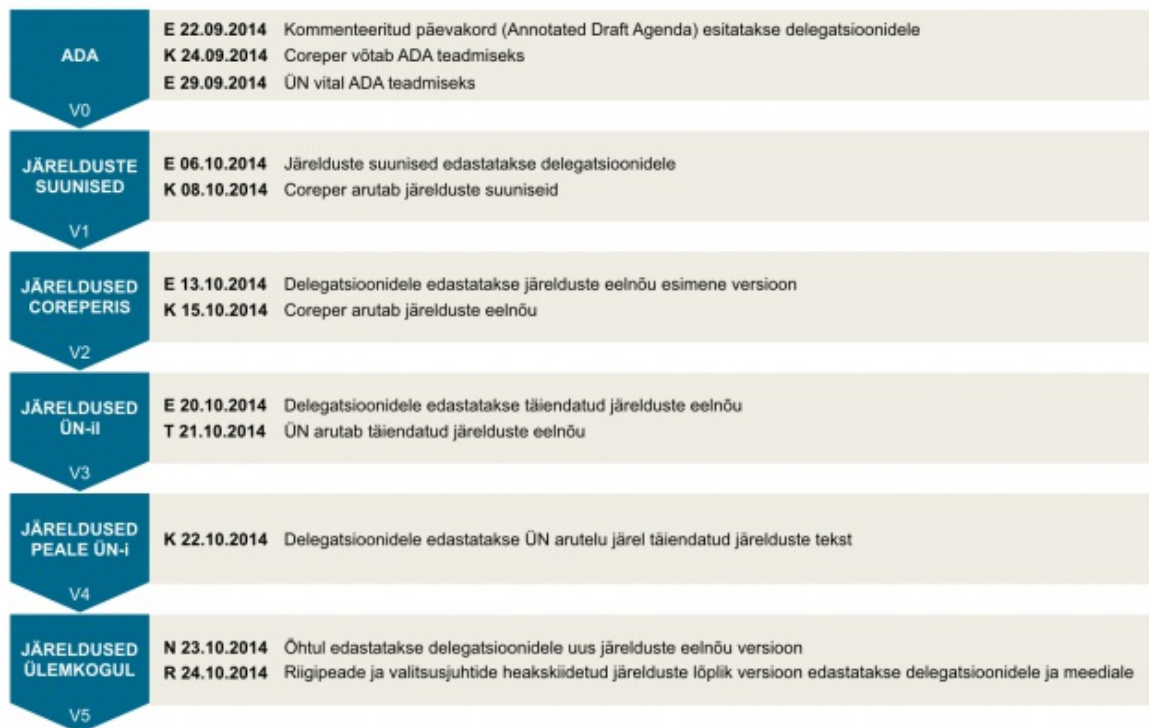 ADA
V0
E 22.09.2014 Kommenteeritud päevakord (Annotated Draft Agenda) esitatakse delegatsioonidele
K 24.09.2014 Coreper võtab ADA teadmiseks
E 29.09.2014 ÜN vital ADA teadmiseks
JÄRELDUSTE
SUUNISED
V1
E 06.10.2014 Järelduste suunised edastatakse delegatsioonidele
K 08.10.2014 Coreper arutab järelduste suuniseid
JÄRELDUSED
COREPERIS
V2
E 13.10.2014 Delegatsioonidele edastatakse järelduste eelnõu esimene versioon
K 15.10.2014 Coreper arutab järelduste eelnõu
JÄRELDUSED
ÜN-il
V3
E 20.10.2014 Delegatsioonidele edastatakse täiendatud järelduste eelnõu
T 21.10.2014 ÜN arutab täiendatud järelduste eelnõu
JÄRELDUSED
PEALE ÜN-i
V4
K 22.10.2014 Delegatsioonidele edastatakse ÜN arutelu järel täiendatud järelduste tekst
JÄRELDUSED
ÜLEMKOGUL
V5
N 23.10.2014 Õhtul edastatakse delegatsioonidele uus järelduste eelnõu versioon
R 24.10.2014 Riigipeade ja valitsusjuhtide heakskiidetud järelduste lõplik versioon edastatakse delegatsioonidele ja meediale